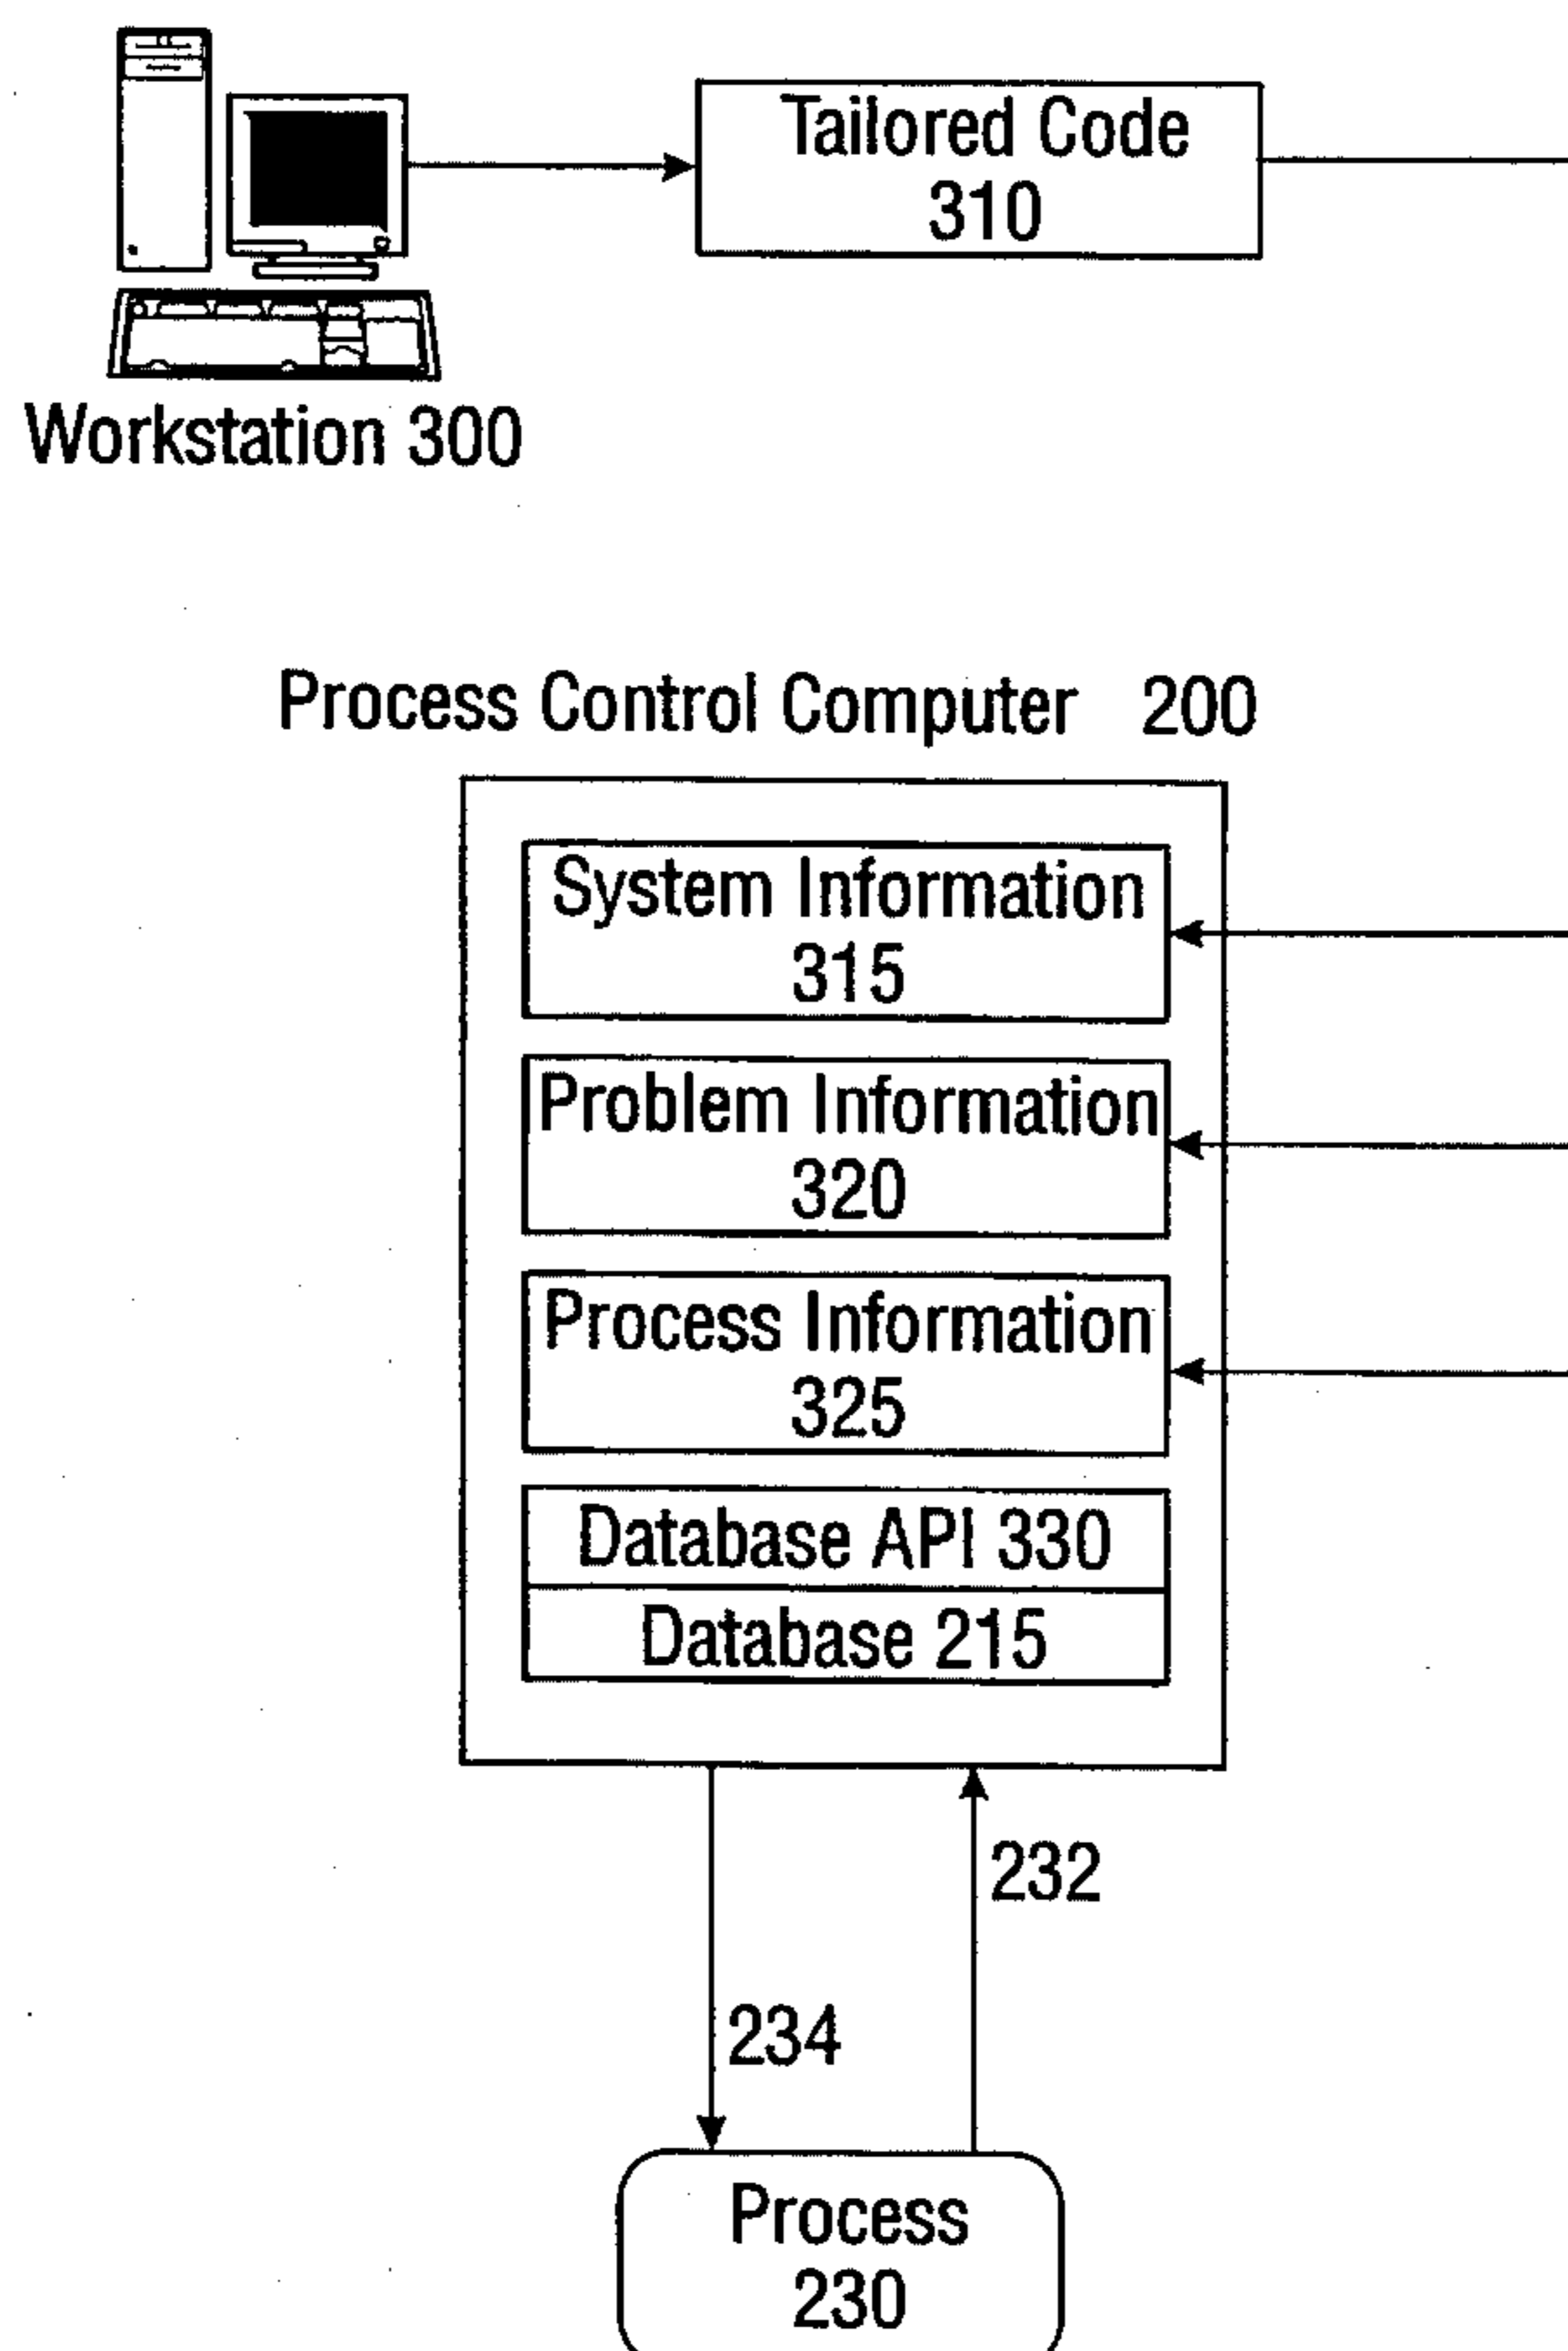 Tailored Code
310
Workstation 300
Process Control Computer 200
System Information
315
Problem Information
320
Process Information
325
Database API 330
Database 215
232
234
Process
230